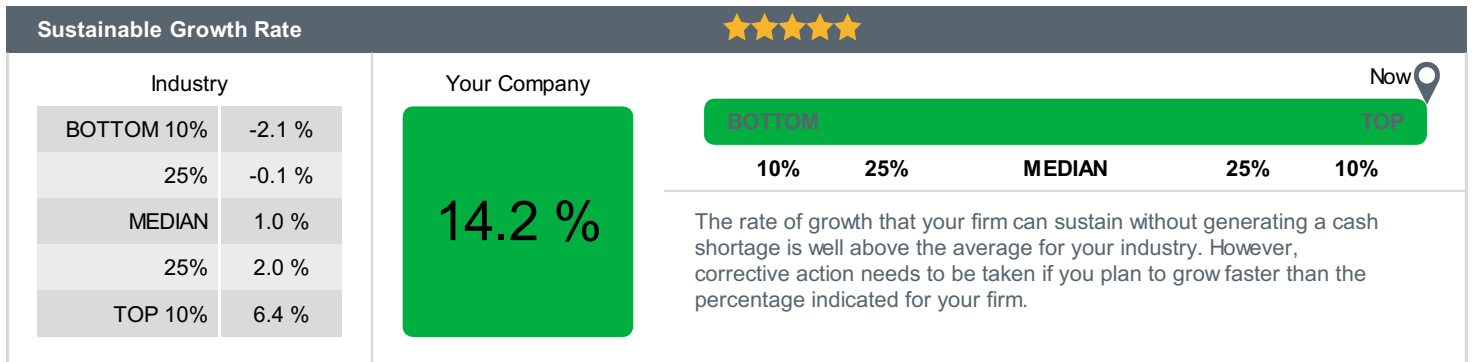 Sustainable Growth Rate
Industry
BOTTOM 10% -2.1 %
25% -0.1 %
MEDIAN 1.0 %
25% 2.0 %
TOP 10% 6.4 %
Your Company
14.2 %
Now
BOTTOM TOP
10% 25% MEDIAN 25% 10%
The rate of growth that your firm can sustain without generating a cash
shortage is well above the average for your industry. However,
corrective action needs to be taken if you plan to grow faster than the
percentage indicated for your firm.